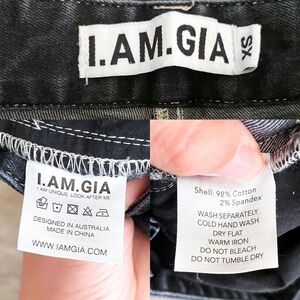 I.AM.GIA
XS
I.AM.GIA
I AM UNIQUE. LOOK AFTER ME
DESIGNED IN AUSTRALIA
MADE IN CHINA
WWW.IAMGIA.COM
Shell: 98% Cotton
2% Spandex
WASH SEPARATELY
COLD HAND WASH
DRY FLAT
WARM IRON
DO NOT BLEACH
DO NOT TUMBLE DRY